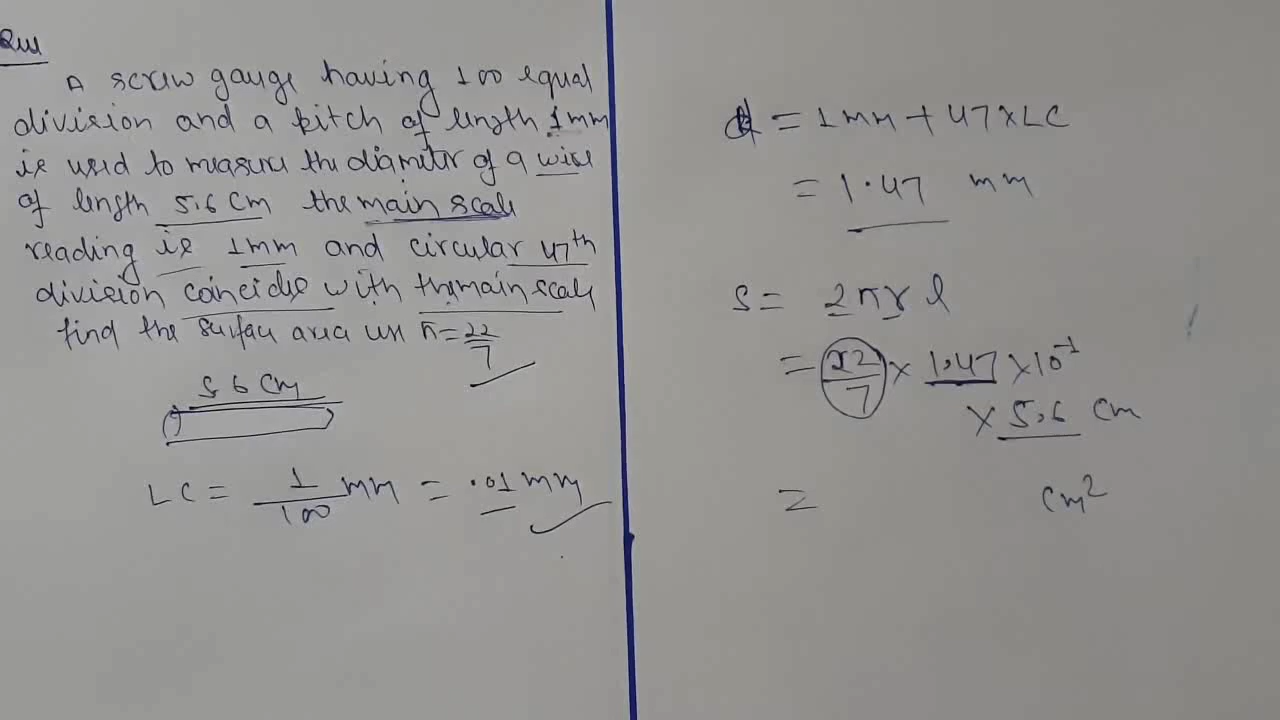 Que
A screw gauge having 100 equal
division and a pitch of length 1mm
is used to measure the diameter of a wire
of length 5.6 cm the main scale
reading is 1mm and circular 47th
division coincide with the main scale
find the surface area use π = 22/7
5.6 cm
LC = 1/100 mm = .01 mm
d = 1 mm + 47 × LC
= 1.47 mm
S = 2πrl
= 22/7 × 1.47 × 10⁻¹
× 5.6 cm
= cm²